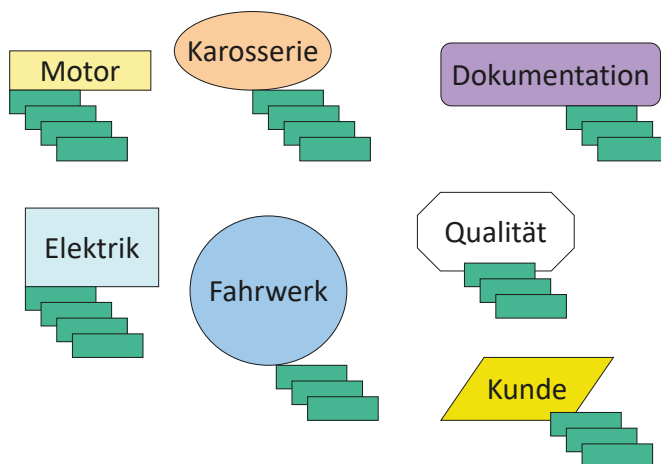 Motor
Karosserie
Dokumentation
Elektrik
Fahrwerk
Qualität
Kunde